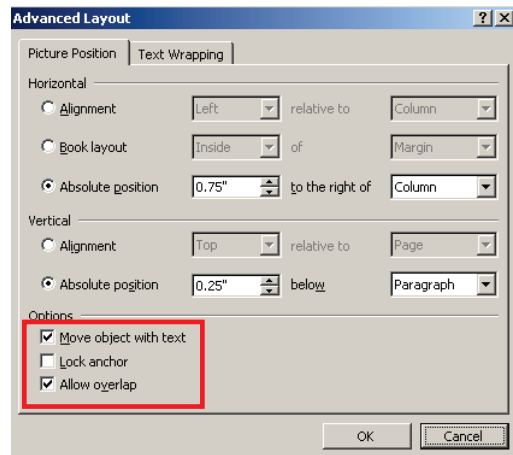 Advanced Layout
Picture Position Text Wrapping
Horizontal
Alignment Left relative to Column
Book layout Inside of Margin
Absolute position 0.75" to the right of Column
Vertical
Alignment Top relative to Page
Absolute position 0.25" below Paragraph
Options
Move object with text
Lock anchor
Allow overlap
OK Cancel